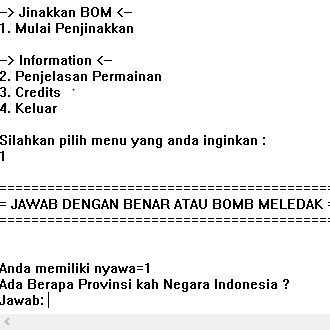 -> Jinakkan BOM <-
1. Mulai Penjinakkan
-> Information <-
2. Penjelasan Permainan
3. Credits
4. Keluar
Silahkan pilih menu yang anda inginkan :
1
==============================================
= JAWAB DENGAN BENAR ATAU BOMB MELEDAK =
==============================================
Anda memiliki nyawa=1
Ada Berapa Provinsi kah Negara Indonesia ?
Jawab: